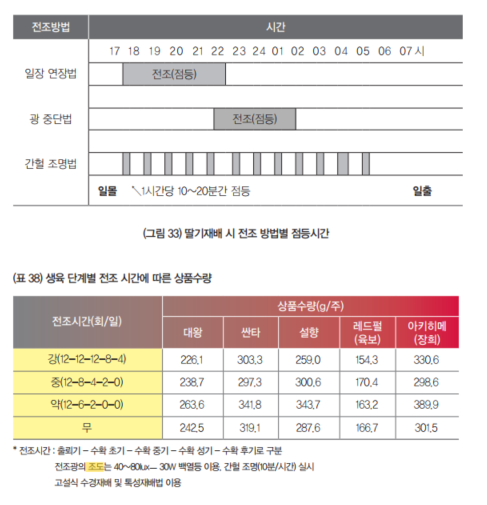 전조방법 시간
17 18 19 20 21 22 23 24 01 02 03 04 05 06 07 시
일장 연장법 전조(점등)
광 중단법 전조(점등)
간헐 조명법
일몰 1시간당 10~20분간 점등 일출
(그림 33) 딸기재배 시 전조 방법별 점등시간
(표 38) 생육 단계별 전조 시간에 따른 상품수량
전조시간(회/일) 상품수량(g/주)
대왕 싼타 설향 레드펄(육보) 아키히메(장희)
강(12-12-12-8-4) 226.1 303.3 259.0 154.3 330.6
중(12-8-4-2-0) 238.7 297.3 300.6 170.4 298.6
약(12-6-2-0-0) 263.6 341.8 343.7 163.2 389.9
무 242.5 319.1 287.6 166.7 301.5
* 전조시간 : 출뢰기 – 수확 초기 – 수확 중기 – 수확 성기 – 수확 후기로 구분
전조광의 조도는 40~80lux— 30W 백열등 이용, 간헐 조명(10분/시간) 실시
고설식 수경재배 및 특성재배법 이용